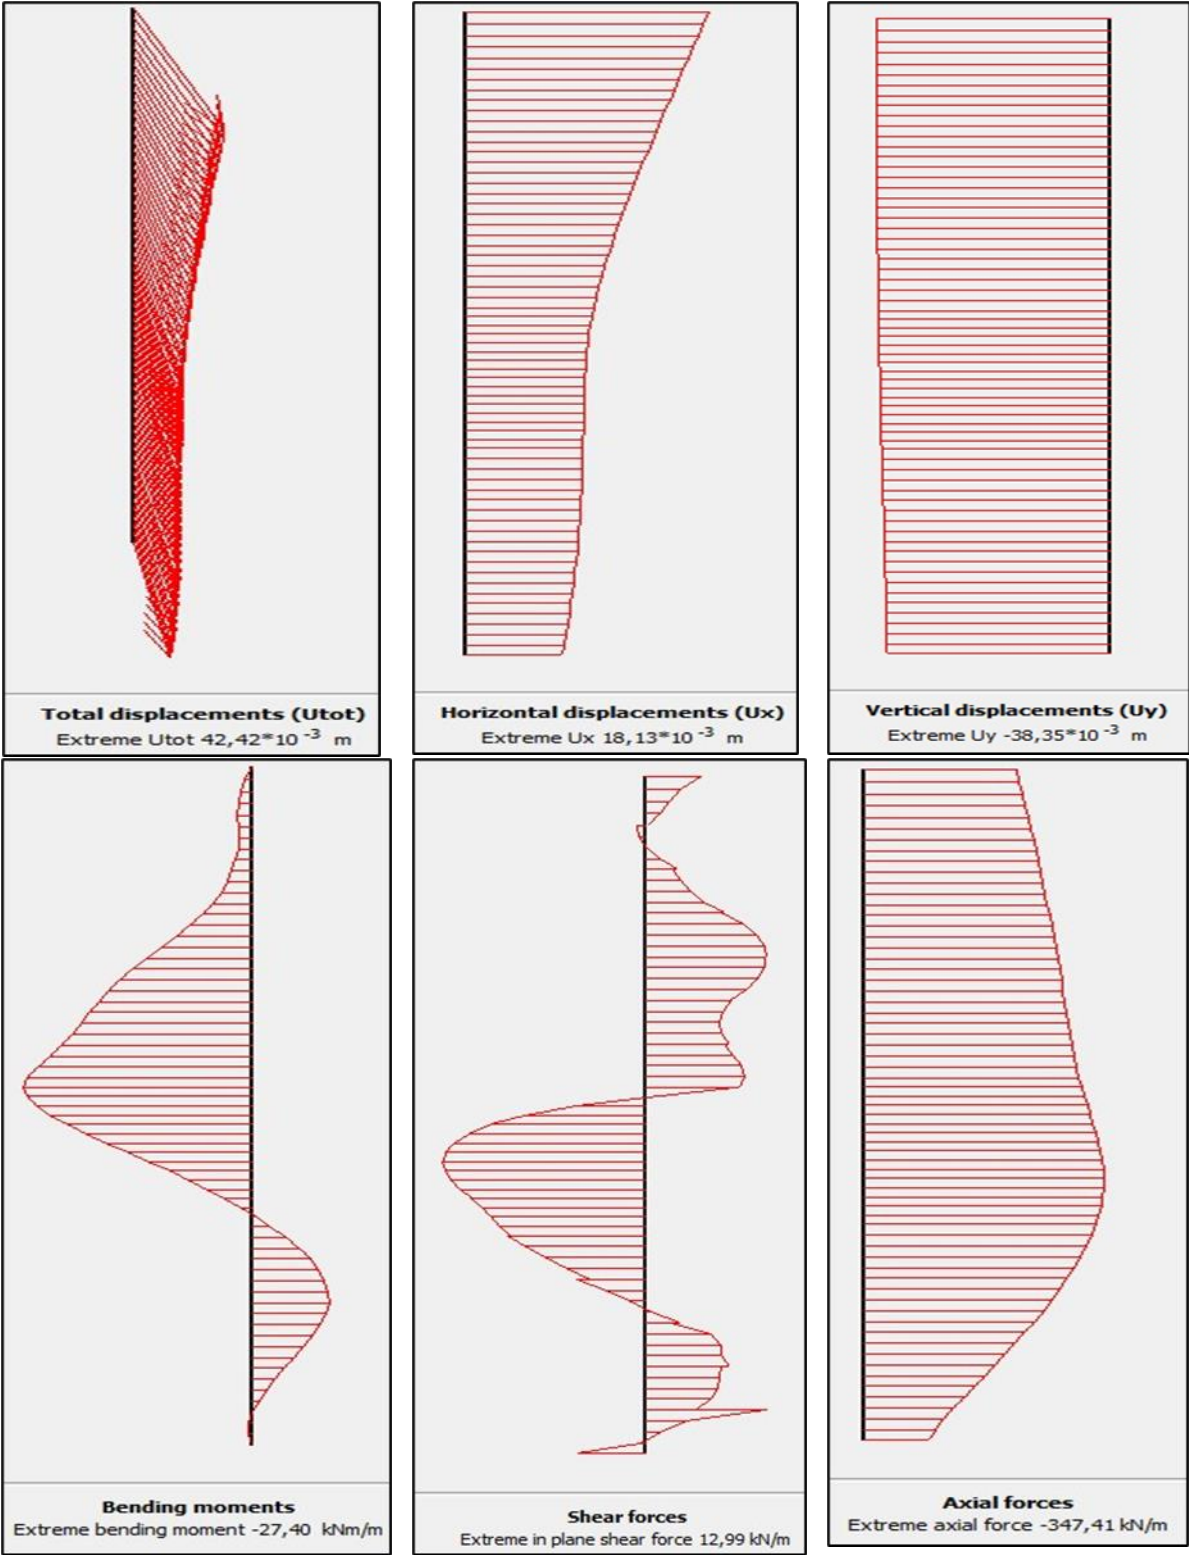 Total displacements (Utot)
Extreme Utot 42,42*10 -3 m
Horizontal displacements (Ux)
Extreme Ux 18,13*10 -3 m
Vertical displacements (Uy)
Extreme Uy -38,35*10 -3 m
Bending moments
Extreme bending moment -27,40 kNm/m
Shear forces
Extreme in plane shear force 12,99 kN/m
Axial forces
Extreme axial force -347,41 kN/m